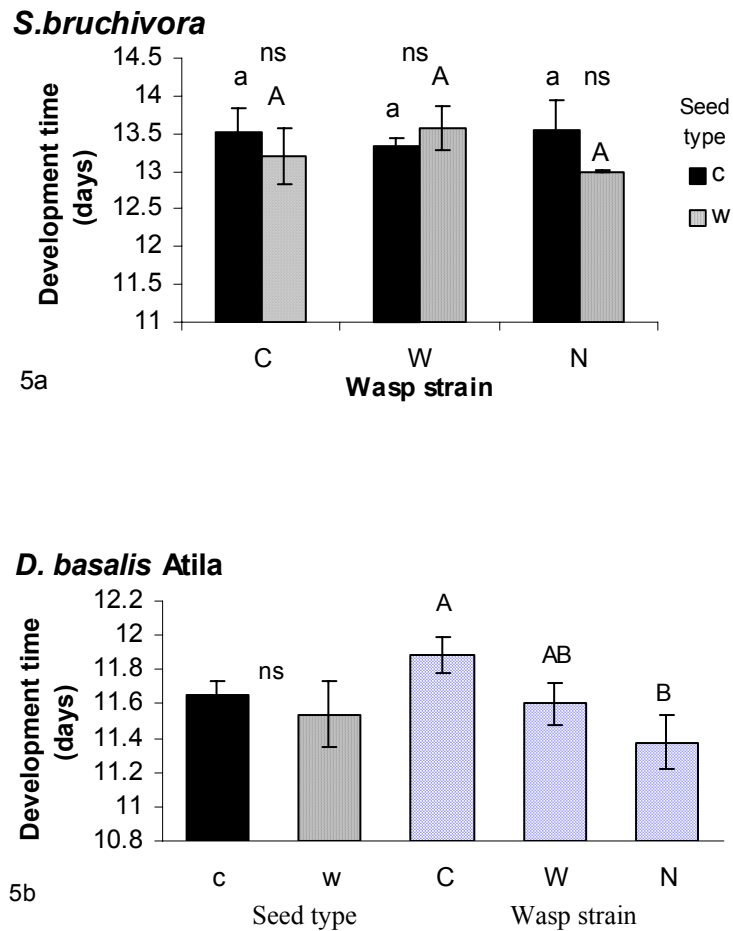 S.bruchivora
Development time
(days)
14.5
14
13.5
13
12.5
12
11.5
11
ns
a
A
ns
a
A
a
ns
A
Seed
type
c
w
C
W
N
Wasp strain
5a
D. basalis Atila
Development time
(days)
12.2
12
11.8
11.6
11.4
11.2
11
10.8
ns
A
AB
B
c
w
C
W
N
Seed type
Wasp strain
5b